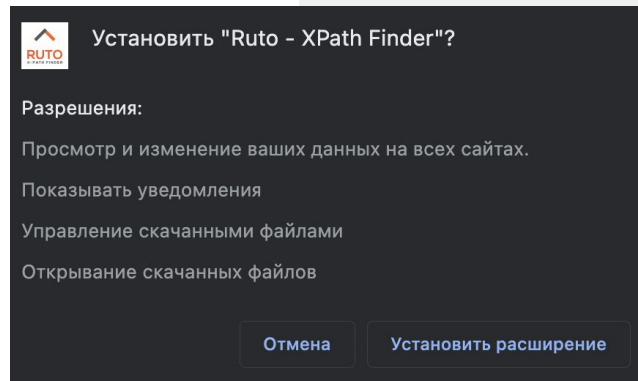 Установить "Ruto - XPath Finder"?
RUTO
X-PATH FINDER
Разрешения:
Просмотр и изменение ваших данных на всех сайтах.
Показывать уведомления
Управление скачанными файлами
Открывание скачанных файлов
Отмена
Установить расширение